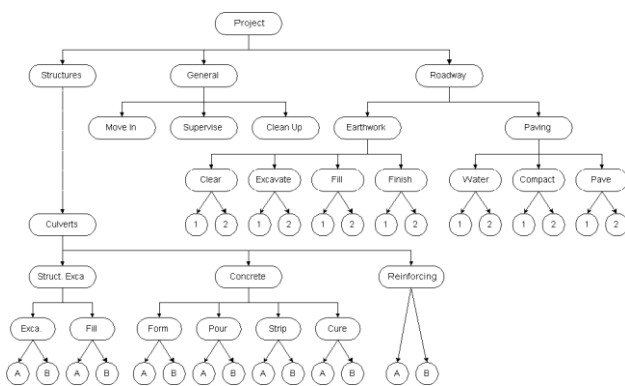 Project
Structures General Roadway
Move In Supervise Clean Up Earthwork Paving
Clear Excavate Fill Finish Water Compact Pave
1 2 1 2 1 2 1 2 1 2 1 2 1 2
Culverts
Struct. Exca Concrete Reinforcing
Exca. Fill Form Pour Strip Cure
A B A B A B A B A B A B A B